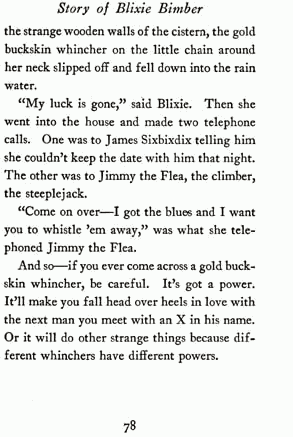 Story of Blixie Bimber
the strange wooden walls of the cistern, the gold
buckskin whincher on the little chain around
her neck slipped off and fell down into the rain
water.
"My luck is gone," said Blixie. Then she
went into the house and made two telephone
calls. One was to James Sixbixdix telling him
she couldn't keep the date with him that night.
The other was to Jimmy the Flea, the climber,
the steeplejack.
"Come on over—I got the blues and I want
you to whistle 'em away," was what she tele-
phoned Jimmy the Flea.
And so—if you ever come across a gold buck-
skin whincher, be careful. It's got a power.
It'll make you fall head over heels in love with
the next man you meet with an X in his name.
Or it will do other strange things because dif-
ferent whinchers have different powers.
78